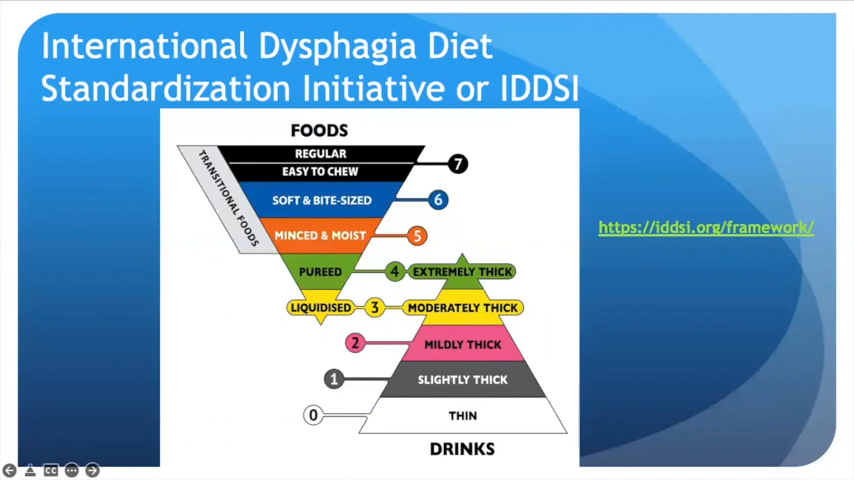 International Dysphagia Diet
Standardization Initiative or IDDSI
FOODS
TRANSITIONAL FOODS
REGULAR
EASY TO CHEW
7
SOFT & BITE-SIZED
6
MINCED & MOIST
5
PUREED
4
EXTREMELY THICK
LIQUIDISED
3
MODERATELY THICK
2
MILDLY THICK
1
SLIGHTLY THICK
0
THIN
DRINKS
https://iddsi.org/framework/
CC